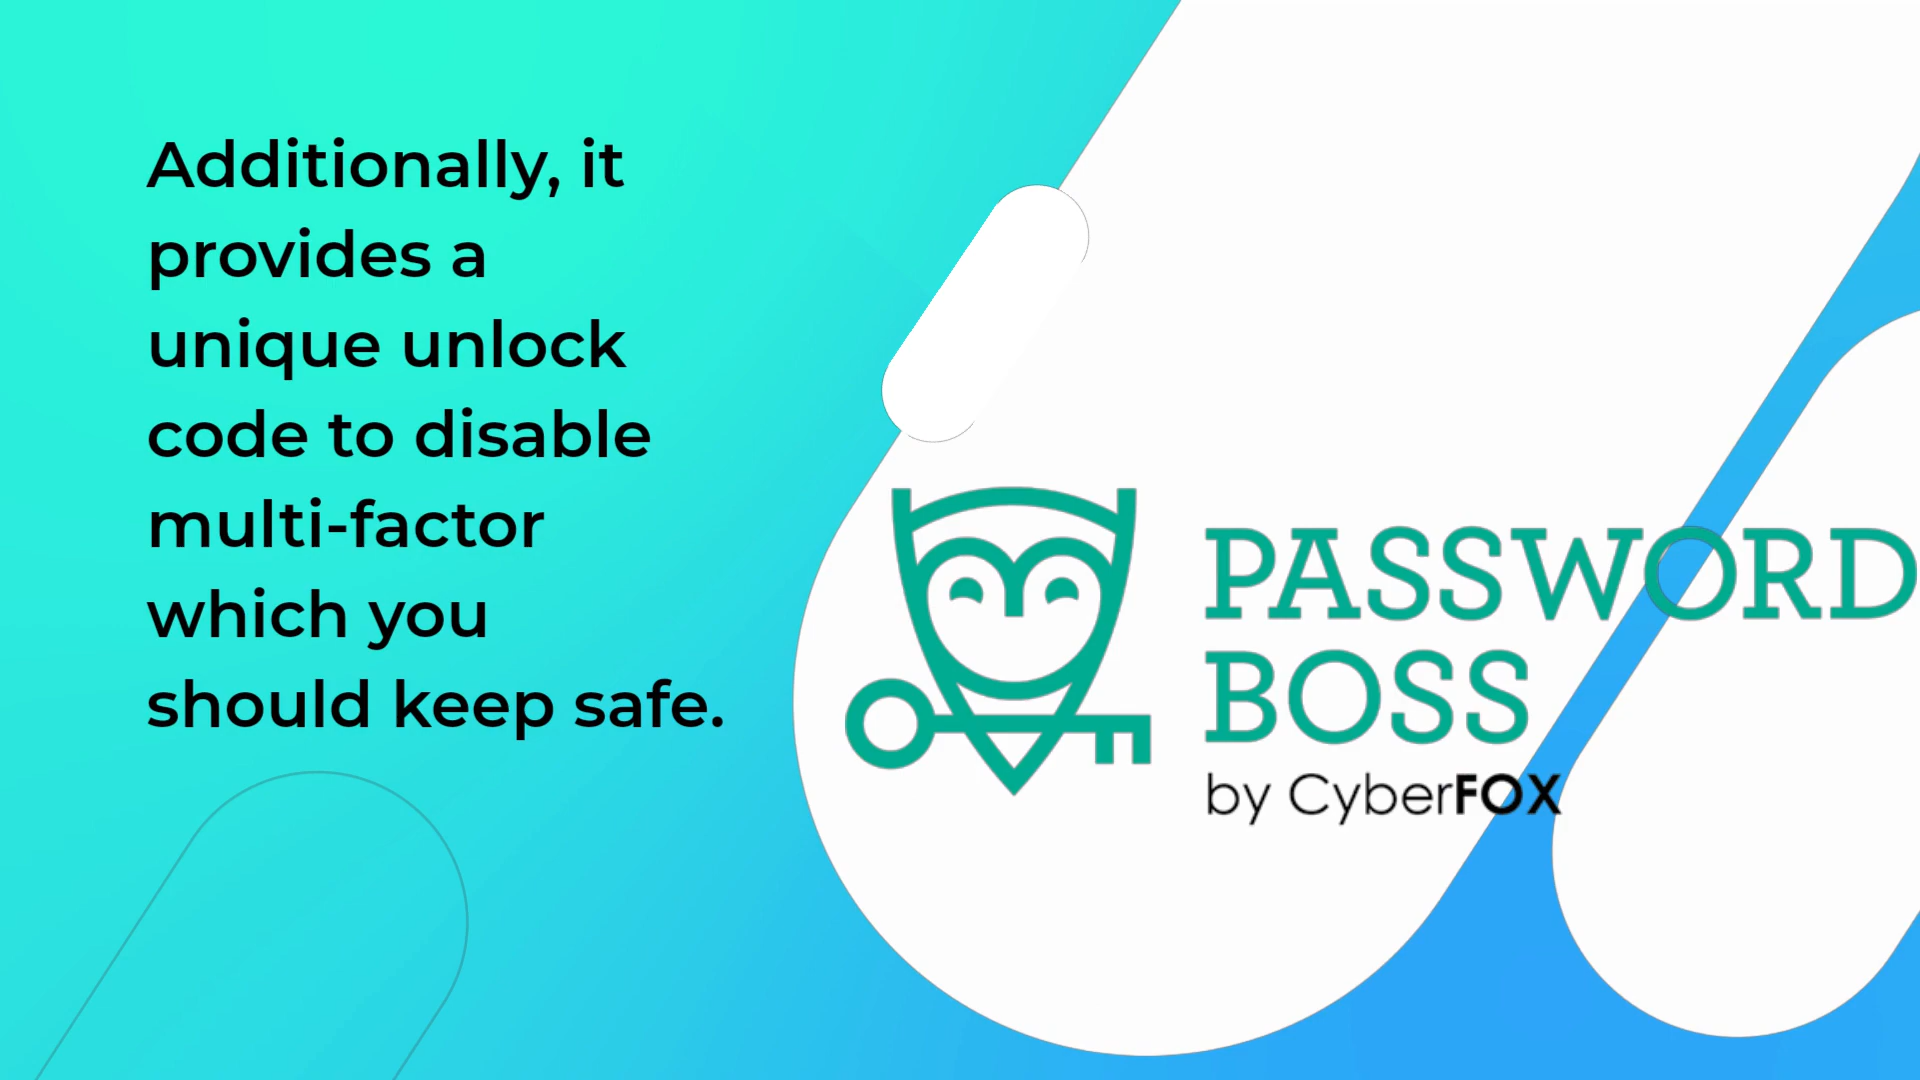 Additionally, it
provides a
unique unlock
code to disable
multi-factor
which you
should keep safe.
PASSWORD
BOSS
by CyberFOX